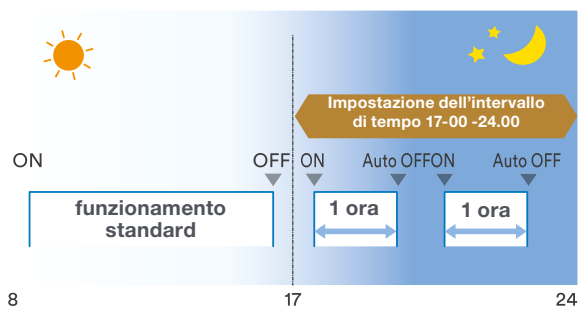 Impostazione dell'intervallo
di tempo 17-00 -24.00
ON OFF ON Auto OFF ON Auto OFF
funzionamento
standard
1 ora 1 ora
8 17 24